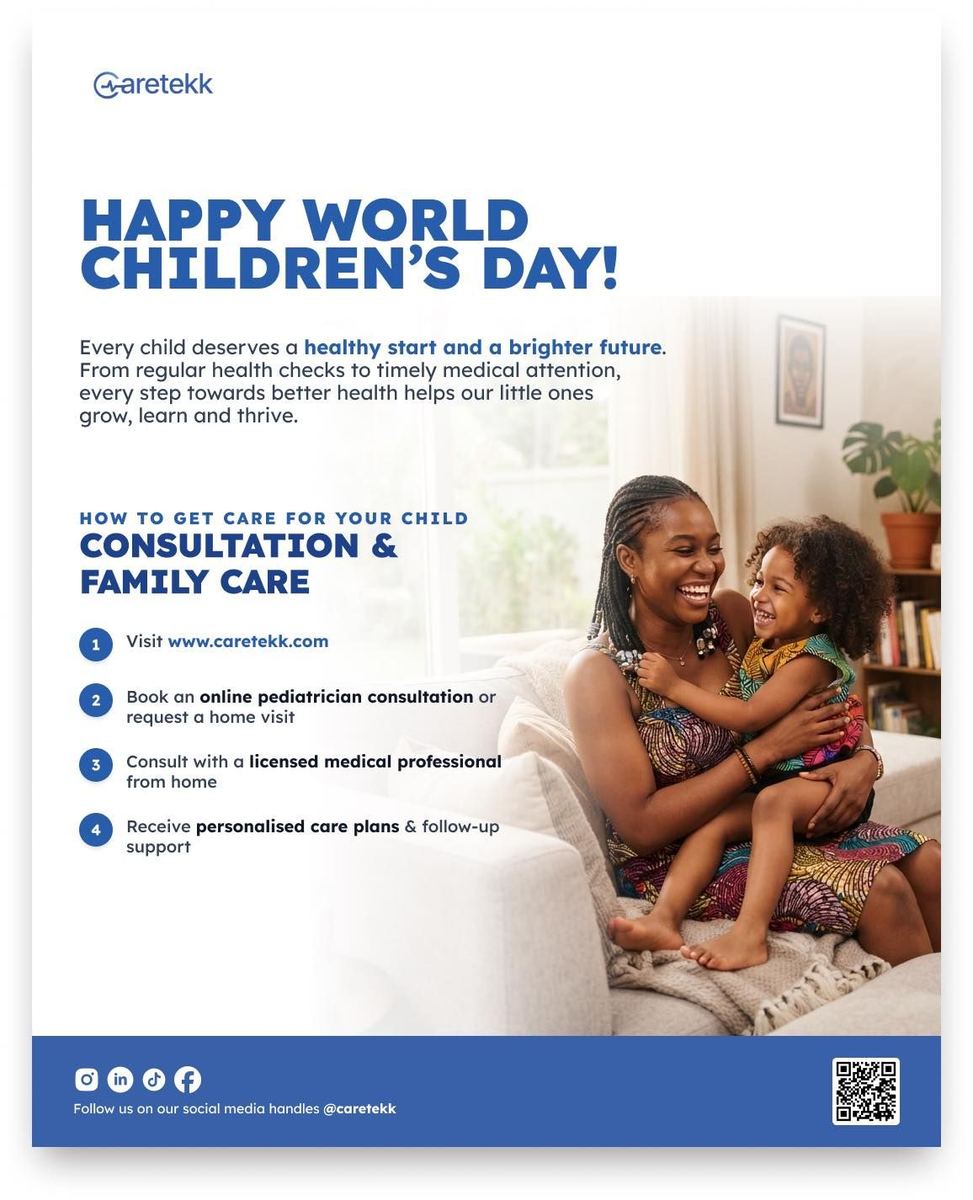 Caretekk
HAPPY WORLD
CHILDREN’S DAY!
Every child deserves a healthy start and a brighter future.
From regular health checks to timely medical attention,
every step towards better health helps our little ones
grow, learn and thrive.
HOW TO GET CARE FOR YOUR CHILD
CONSULTATION &
FAMILY CARE
1 Visit www.caretekk.com
2 Book an online pediatrician consultation or
request a home visit
3 Consult with a licensed medical professional
from home
4 Receive personalised care plans & follow-up
support
in
Follow us on our social media handles @caretekk